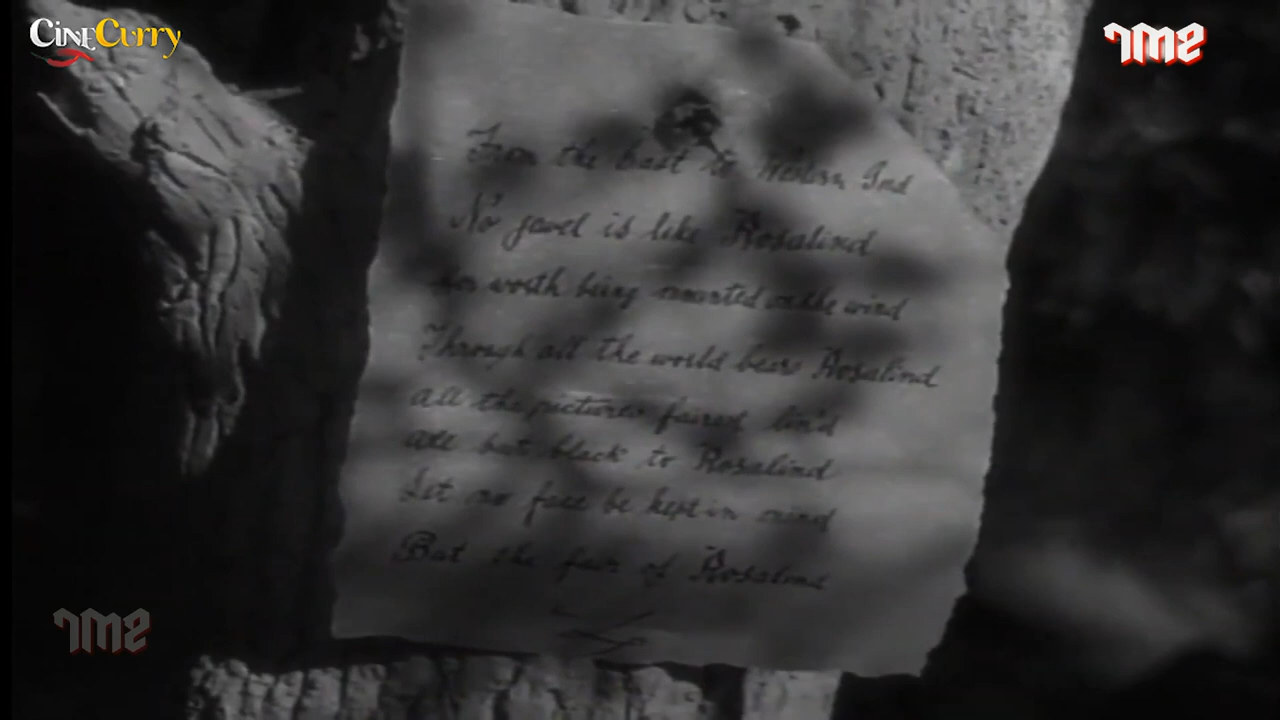 CINECURRY
From the East to Western Ind
No jewel is like Rosalind
Her worth being mounted on the wind
Through all the world bears Rosalind
All the pictures fairest lin'd
are but black to Rosalind
Let no face be kept in mind
But the fair of Rosalind